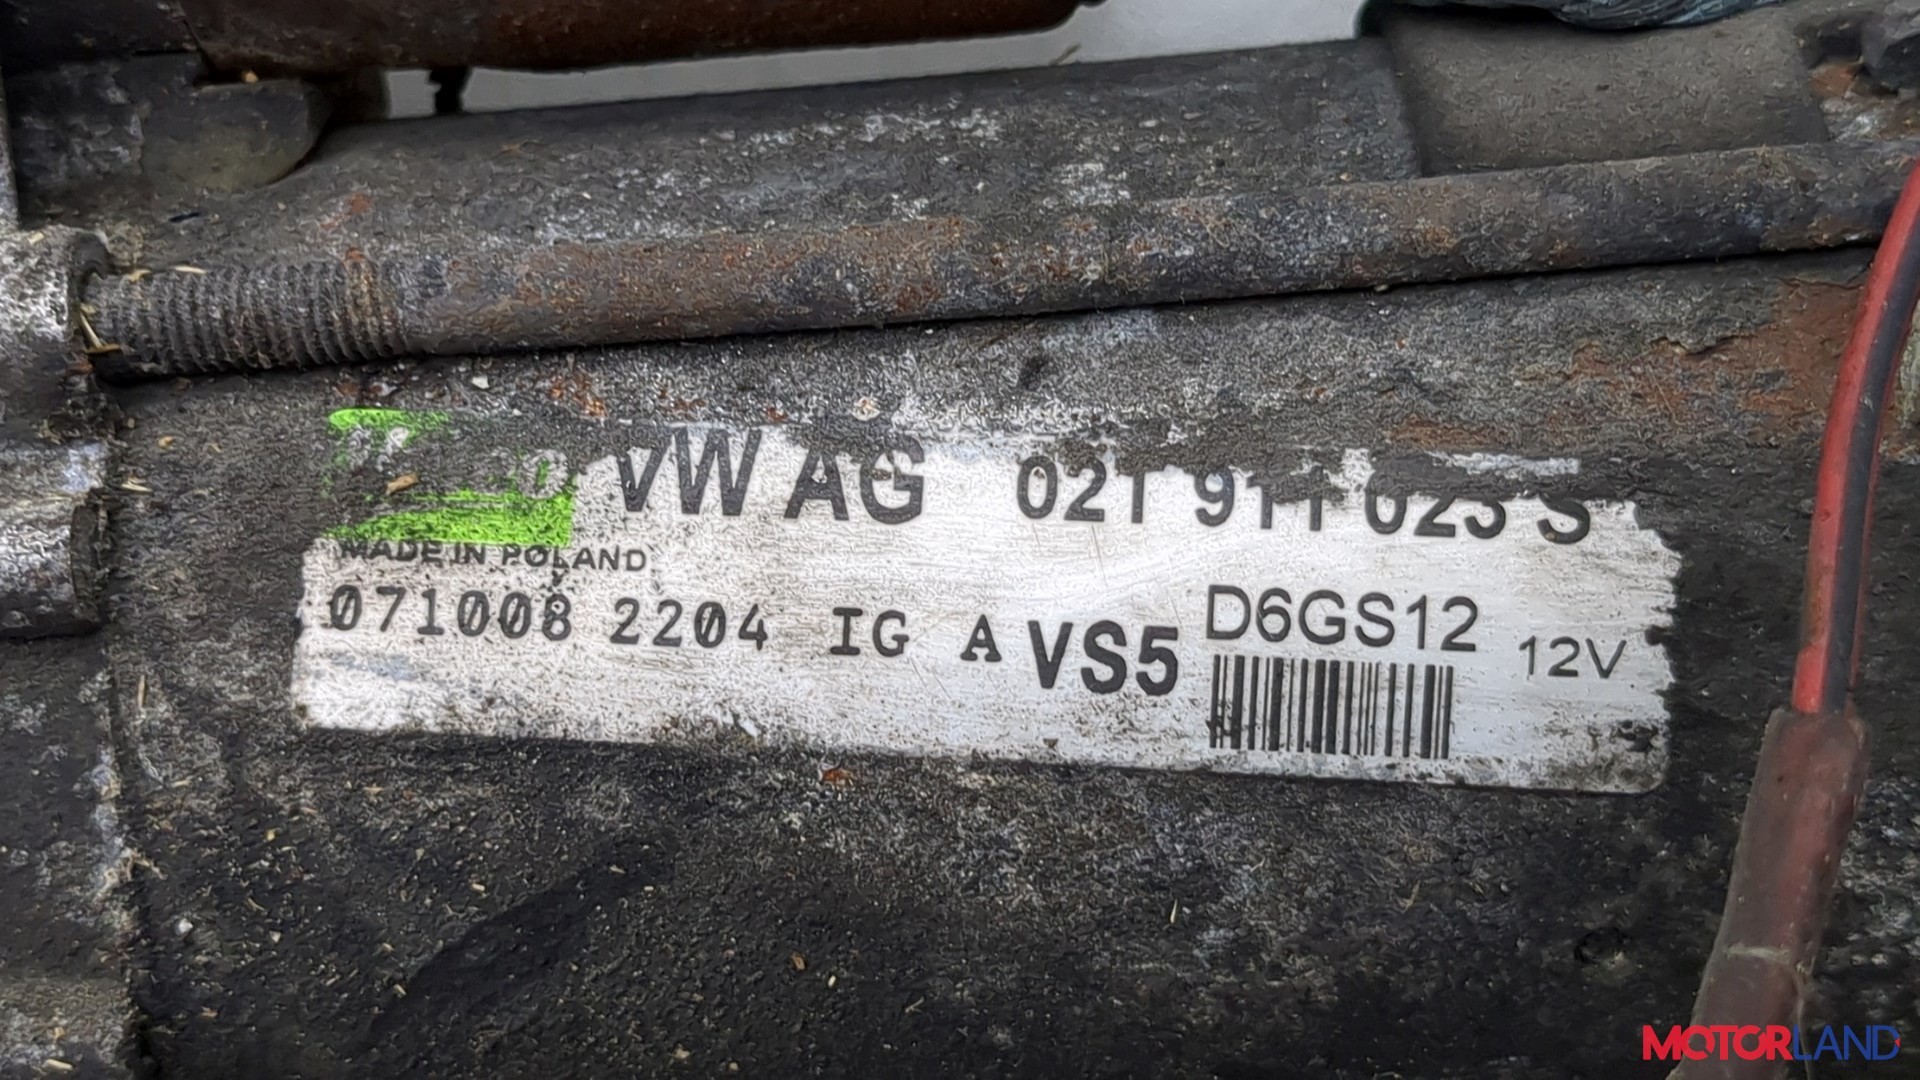 VW AG 02T 911 023 S
MADE IN POLAND
071008 2204 IG A VS5 D6GS12 12V
MOTORLAND